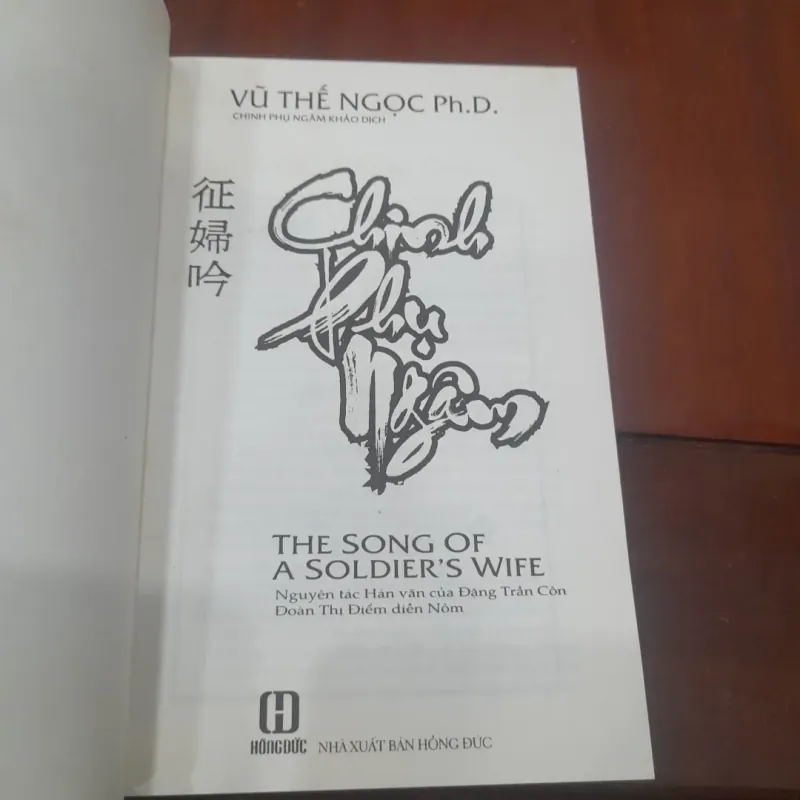 VŨ THẾ NGỌC Ph.D.
CHINH PHỤ NGÂM KHẢO DỊCH
征婦吟
Chinh
Phụ
Ngâm
THE SONG OF
A SOLDIER'S WIFE
Nguyên tác Hán văn của Đặng Trần Côn
Đoàn Thị Điểm diễn Nôm
HỒNG ĐỨC NHÀ XUẤT BẢN HỒNG ĐỨC